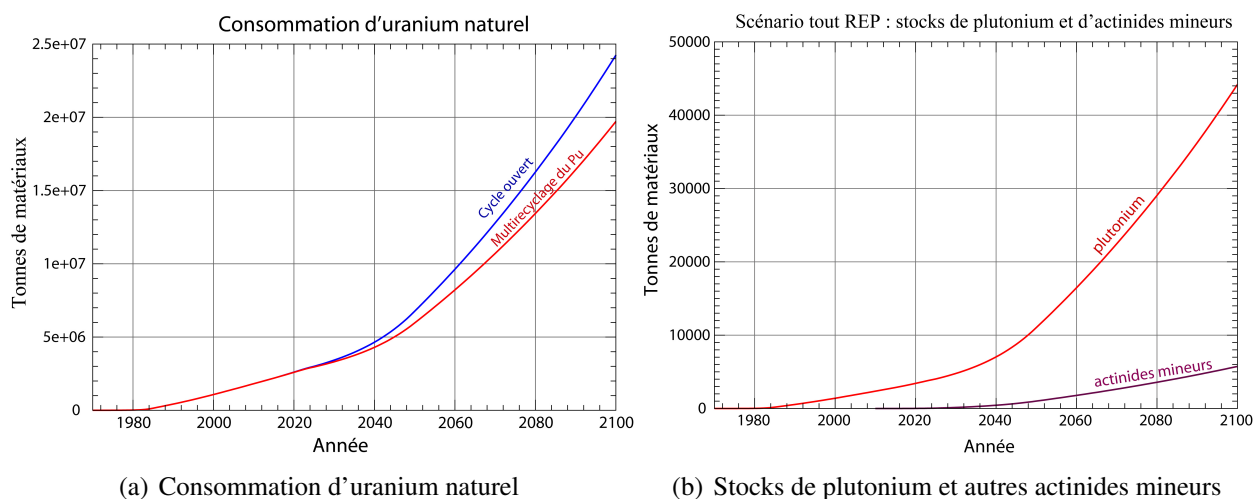 Consommation d'uranium naturel
2.5e+07
2e+07
1.5e+07
1e+07
5e+06
0
Tonnes de matériaux
Cycle ouvert
Multirecyclage du Pu
1980 2000 2020 2040 2060 2080 2100
Année
(a) Consommation d'uranium naturel
Scénario tout REP : stocks de plutonium et d'actinides mineurs
50000
40000
30000
20000
10000
0
Tonnes de matériaux
plutonium
actinides mineurs
1980 2000 2020 2040 2060 2080 2100
Année
(b) Stocks de plutonium et autres actinides mineurs